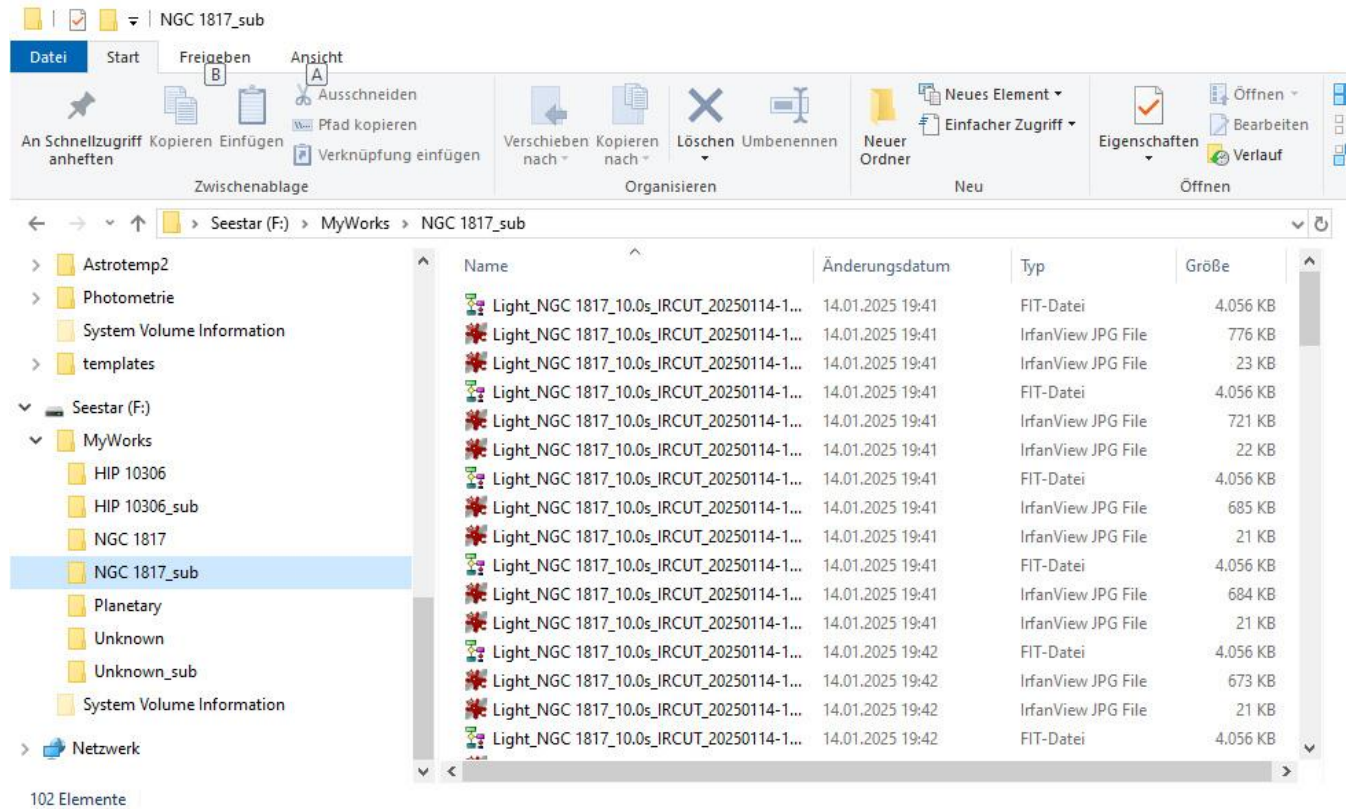 NGC 1817_sub
Datei Start Freigeben Ansicht
B A
An Schnellzugriff anheften
Kopieren
Einfügen
Ausschneiden
Pfad kopieren
Verknüpfung einfügen
Zwischenablage
Verschieben nach
Kopieren nach
Löschen
Umbenennen
Organisieren
Neuer Ordner
Neues Element
Einfacher Zugriff
Neu
Eigenschaften
Öffnen
Bearbeiten
Verlauf
Öffnen
Seestar (F:) > MyWorks > NGC 1817_sub
Astrotemp2
Photometrie
System Volume Information
templates
Seestar (F:)
MyWorks
HIP 10306
HIP 10306_sub
NGC 1817
NGC 1817_sub
Planetary
Unknown
Unknown_sub
System Volume Information
Netzwerk
Name Änderungsdatum Typ Größe
Light_NGC 1817_10.0s_IRCUT_20250114-1... 14.01.2025 19:41 FIT-Datei 4.056 KB
Light_NGC 1817_10.0s_IRCUT_20250114-1... 14.01.2025 19:41 IrfanView JPG File 776 KB
Light_NGC 1817_10.0s_IRCUT_20250114-1... 14.01.2025 19:41 IrfanView JPG File 23 KB
Light_NGC 1817_10.0s_IRCUT_20250114-1... 14.01.2025 19:41 FIT-Datei 4.056 KB
Light_NGC 1817_10.0s_IRCUT_20250114-1... 14.01.2025 19:41 IrfanView JPG File 721 KB
Light_NGC 1817_10.0s_IRCUT_20250114-1... 14.01.2025 19:41 IrfanView JPG File 22 KB
Light_NGC 1817_10.0s_IRCUT_20250114-1... 14.01.2025 19:41 FIT-Datei 4.056 KB
Light_NGC 1817_10.0s_IRCUT_20250114-1... 14.01.2025 19:41 IrfanView JPG File 685 KB
Light_NGC 1817_10.0s_IRCUT_20250114-1... 14.01.2025 19:41 IrfanView JPG File 21 KB
Light_NGC 1817_10.0s_IRCUT_20250114-1... 14.01.2025 19:41 FIT-Datei 4.056 KB
Light_NGC 1817_10.0s_IRCUT_20250114-1... 14.01.2025 19:41 IrfanView JPG File 684 KB
Light_NGC 1817_10.0s_IRCUT_20250114-1... 14.01.2025 19:41 IrfanView JPG File 21 KB
Light_NGC 1817_10.0s_IRCUT_20250114-1... 14.01.2025 19:42 FIT-Datei 4.056 KB
Light_NGC 1817_10.0s_IRCUT_20250114-1... 14.01.2025 19:42 IrfanView JPG File 673 KB
Light_NGC 1817_10.0s_IRCUT_20250114-1... 14.01.2025 19:42 IrfanView JPG File 21 KB
Light_NGC 1817_10.0s_IRCUT_20250114-1... 14.01.2025 19:42 FIT-Datei 4.056 KB
102 Elemente